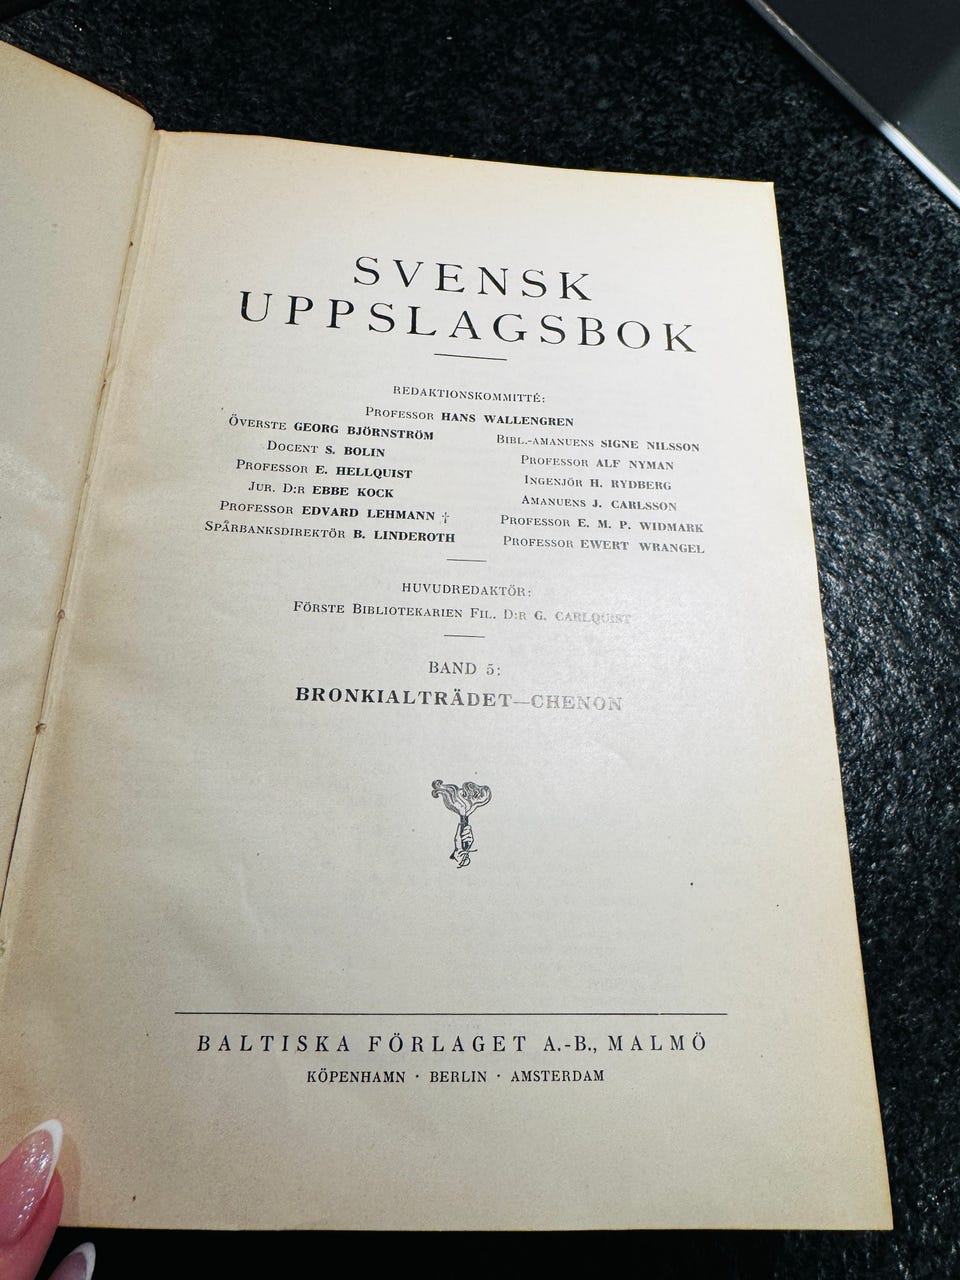 SVENSK
UPPSLAGSBOK
REDAKTIONSKOMMITTÉ:
PROFESSOR HANS WALLENGREN
ÖVERSTE GEORG BJÖRNSTRÖM
DOCENT S. BOLIN
PROFESSOR E. HELLQUIST
JUR. D:R EBBE KOCK
PROFESSOR EDVARD LEHMANN †
SPARBANKSDIREKTÖR B. LINDEROTH
BIBL.-AMANUENS SIGNE NILSSON
PROFESSOR ALF NYMAN
INGENJÖR H. RYDBERG
AMANUENS J. CARLSSON
PROFESSOR E. M. P. WIDMARK
PROFESSOR EWERT WRANGEL
HUVUDREDAKTÖR:
FÖRSTE BIBLIOTEKARIEN FIL. D:R G. CARLQUIST
BAND 5:
BRONKIALTRÄDET—CHENON
BALTISKA FÖRLAGET A.-B., MALMÖ
KÖPENHAMN · BERLIN · AMSTERDAM